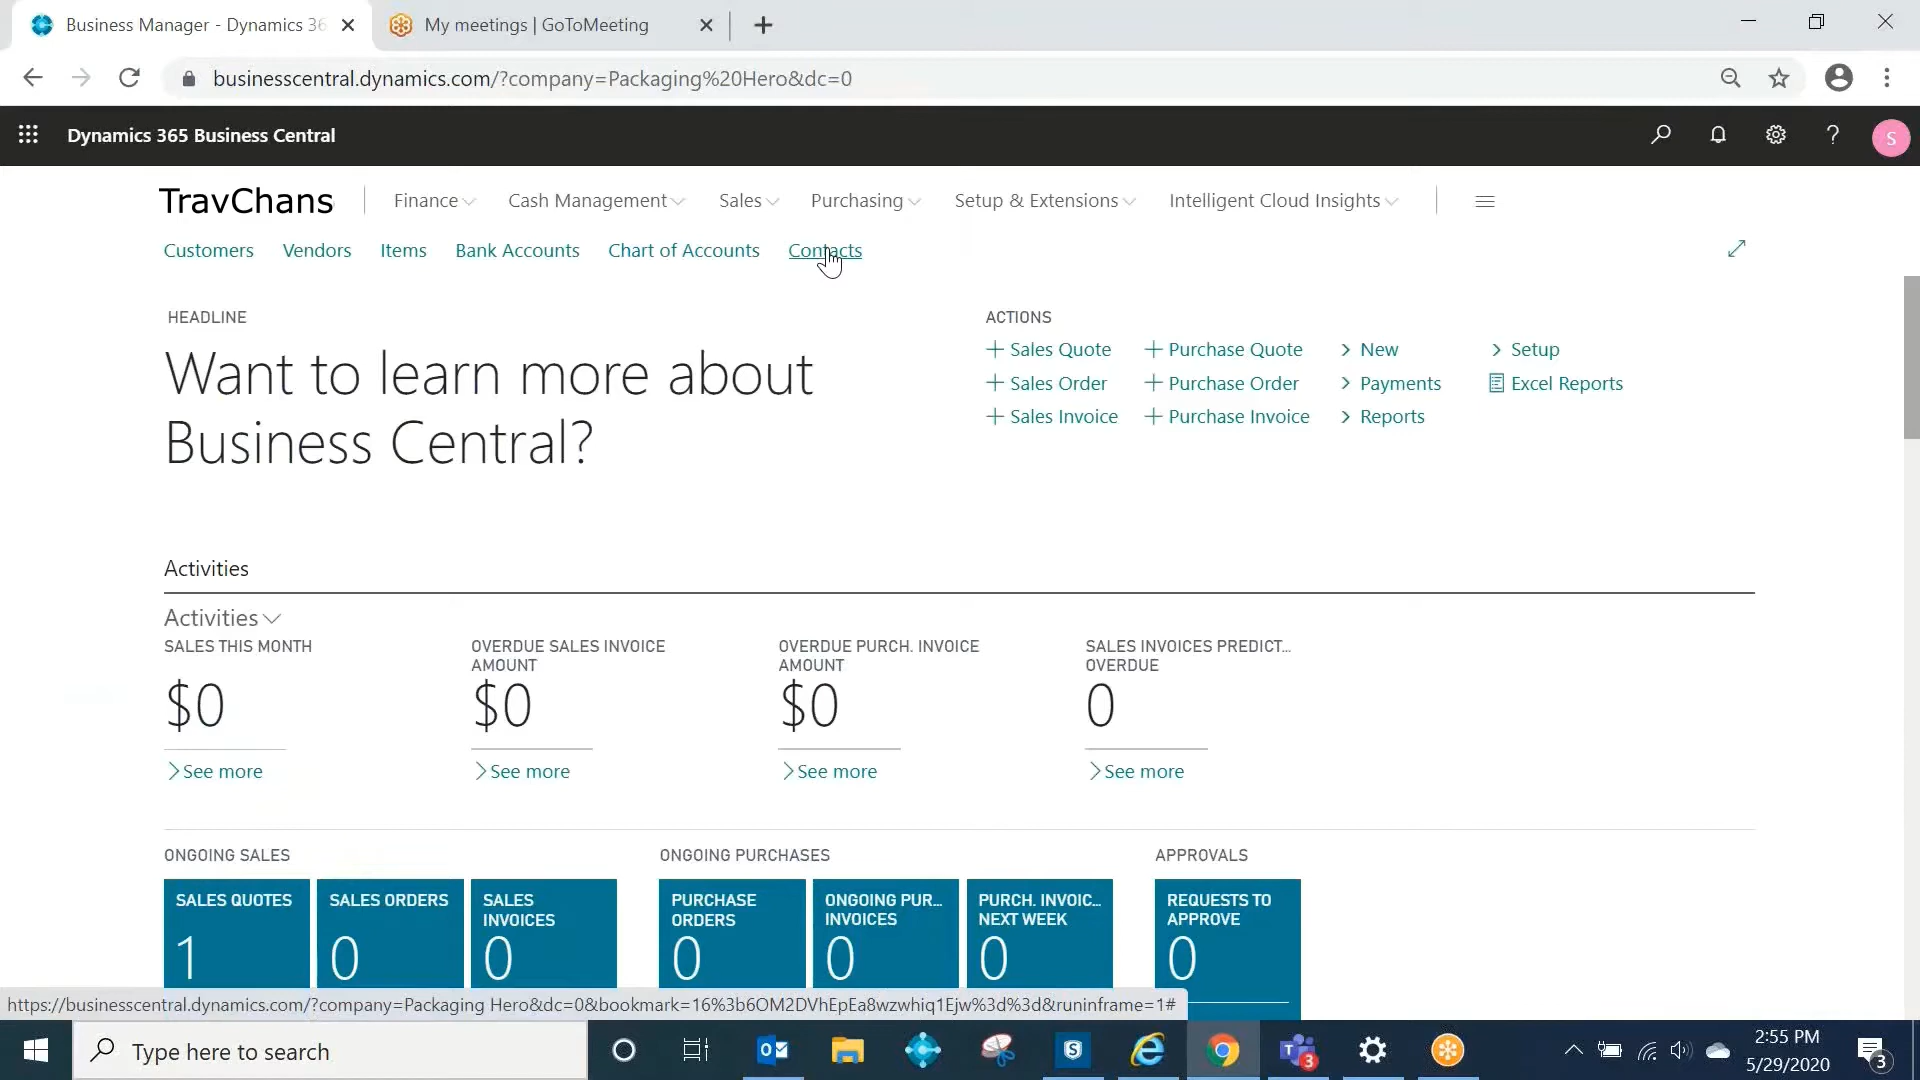 Business Manager - Dynamics 36
My meetings | GoToMeeting
businesscentral.dynamics.com/?company=Packaging%20Hero&dc=0
Dynamics 365 Business Central
?
S
TravChans
Finance
Cash Management
Sales
Purchasing
Setup & Extensions
Intelligent Cloud Insights
Customers
Vendors
Items
Bank Accounts
Chart of Accounts
Contacts
HEADLINE
Want to learn more about
Business Central?
ACTIONS
+ Sales Quote
+ Purchase Quote
> New
> Setup
+ Sales Order
+ Purchase Order
> Payments
Excel Reports
+ Sales Invoice
+ Purchase Invoice
> Reports
Activities
Activities
SALES THIS MONTH
$0
>See more
OVERDUE SALES INVOICE
AMOUNT
$0
>See more
OVERDUE PURCH. INVOICE
AMOUNT
$0
>See more
SALES INVOICES PREDICT...
OVERDUE
0
>See more
ONGOING SALES
SALES QUOTES
1
SALES ORDERS
0
SALES
INVOICES
0
ONGOING PURCHASES
PURCHASE
ORDERS
0
ONGOING PUR...
INVOICES
0
PURCH. INVOIC...
NEXT WEEK
0
APPROVALS
REQUESTS TO
APPROVE
0
https://businesscentral.dynamics.com/?company=Packaging Hero&dc=0&bookmark=16%3b6OM2DVhEpEa8wzwhiq1Ejw%3d%3d&runinframe=1#
Type here to search
3
2:55 PM
5/29/2020
3